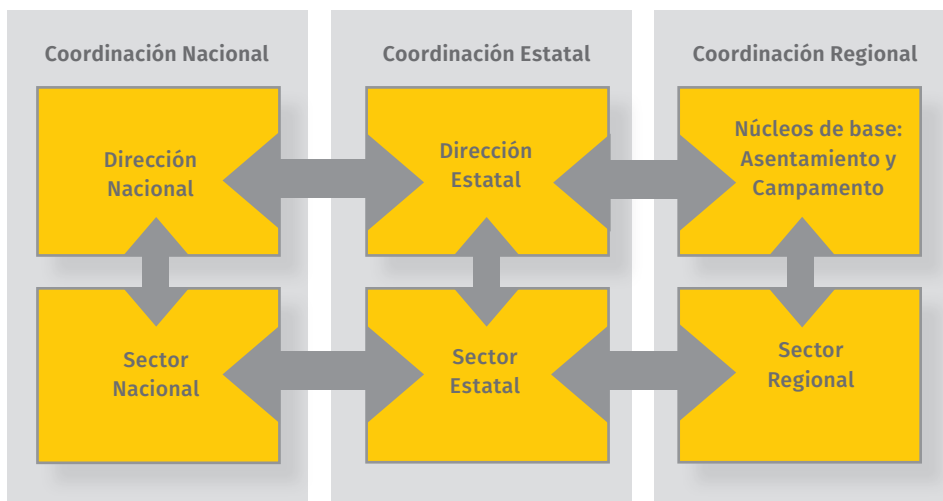 Coordinación Nacional
Coordinación Estatal
Coordinación Regional
Dirección
Nacional
Dirección
Estatal
Núcleos de base:
Asentamiento y
Campamento
Sector
Nacional
Sector
Estatal
Sector
Regional